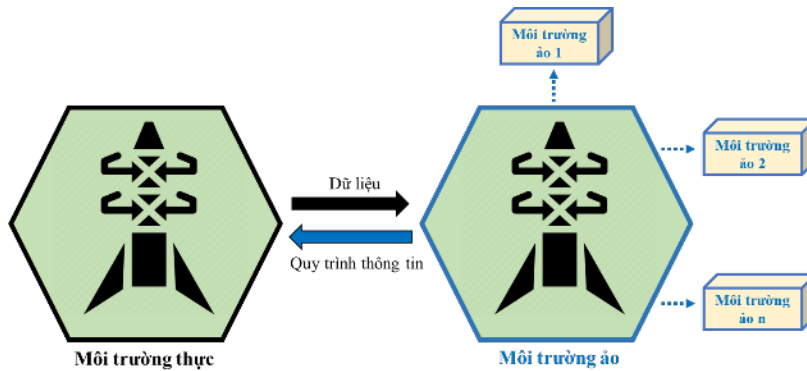 Môi trường
ảo 1
Môi trường
ảo 2
Dữ liệu
Quy trình thông tin
Môi trường
ảo n
Môi trường thực
Môi trường ảo